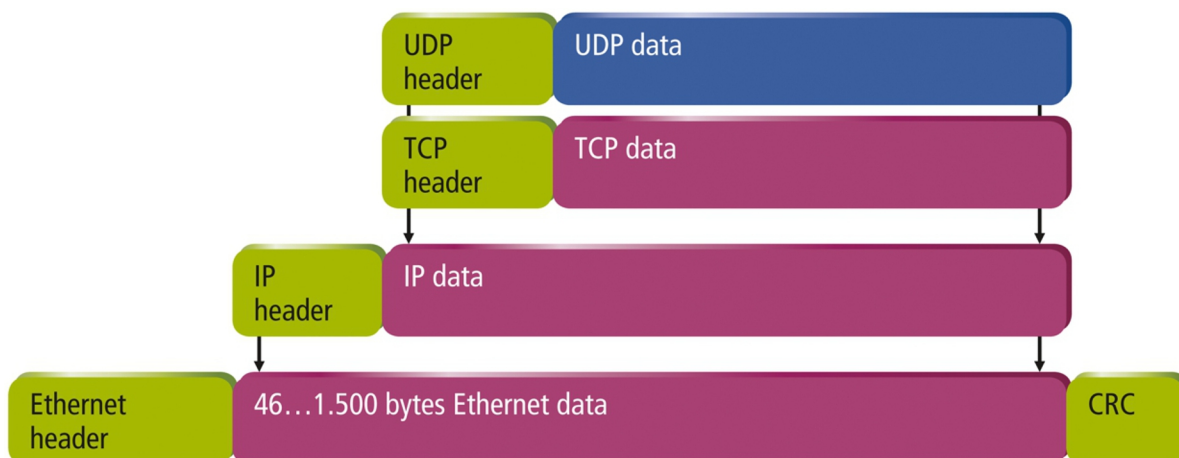 UDP
header
UDP data
TCP
header
TCP data
IP
header
IP data
Ethernet
header
46…1.500 bytes Ethernet data
CRC